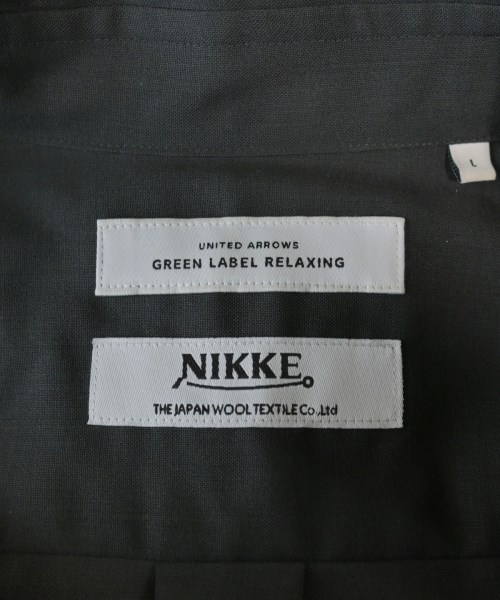 L
UNITED ARROWS
GREEN LABEL RELAXING
NIKKE
THE JAPAN WOOL TEXTILE Co.,Ltd